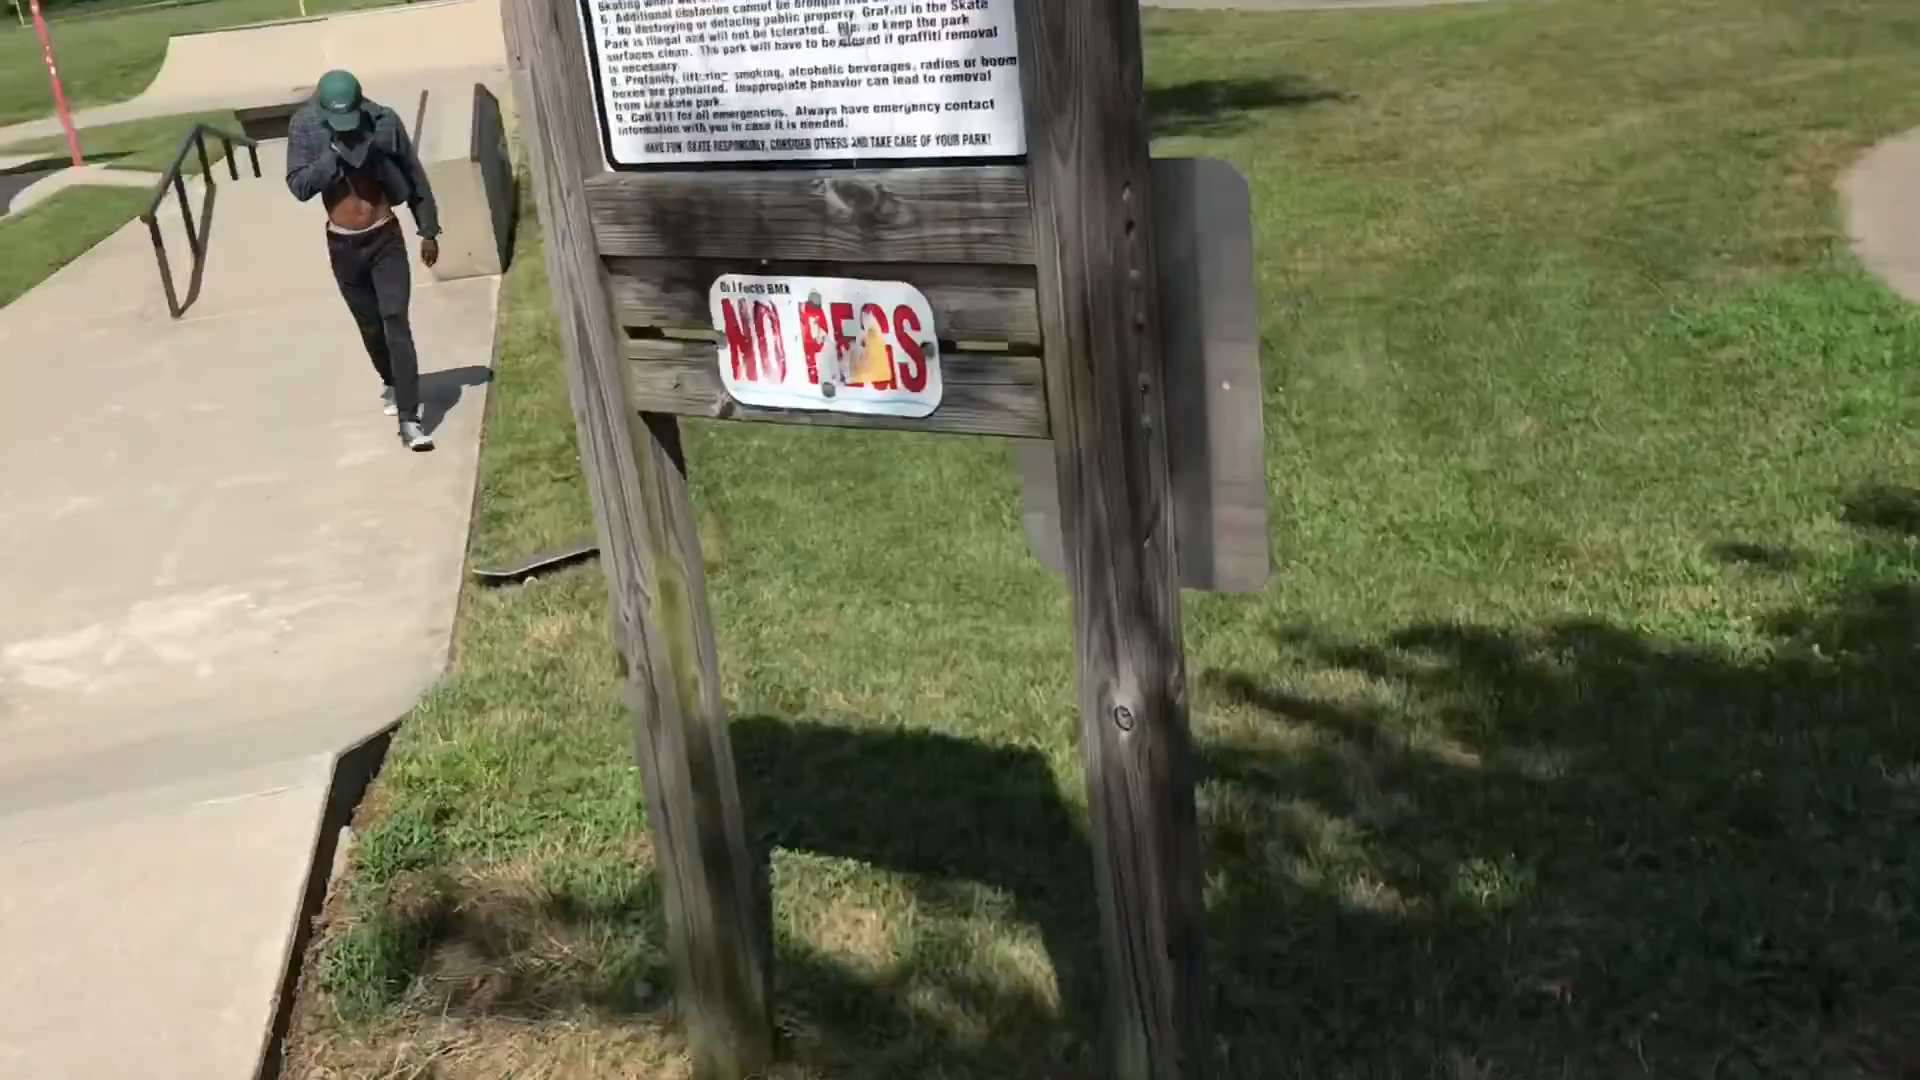 6. Additional obstacles cannot be brought into
7. No destroying or defacing public property. Graffiti in the Skate
Park is illegal and will not be tolerated. Please keep the park
surfaces clean. The park will have to be closed if graffiti removal
is necessary.
8. Profanity, littering, smoking, alcoholic beverages, radios or boom
boxes are prohibited. Inappropiate behavior can lead to removal
from the skate park.
9. Call 911 for all emergencies. Always have emergency contact
information with you in case it is needed.
HAVE FUN, SKATE RESPONSIBLY, CONSIDER OTHERS AND TAKE CARE OF YOUR PARK!
NO PEGS